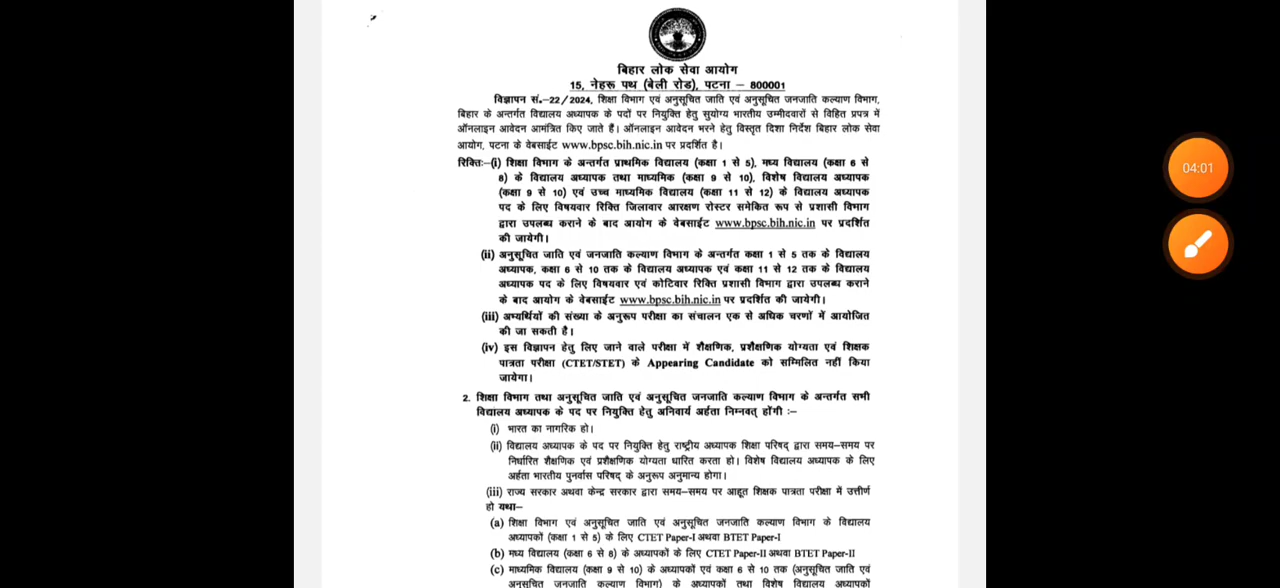 बिहार लोक सेवा आयोग
15, नेहरू पथ (बेली रोड), पटना – 800001
विज्ञापन सं.–22/2024, शिक्षा विभाग एवं अनुसूचित जाति एवं अनुसूचित जनजाति कल्याण विभाग,
बिहार के अन्तर्गत विद्यालय अध्यापक के पदों पर नियुक्ति हेतु सुयोग्य भारतीय उम्मीदवारों से विहित प्रपत्र में
ऑनलाइन आवेदन आमंत्रित किए जाते हैं। ऑनलाइन आवेदन भरने हेतु विस्तृत दिशा निर्देश बिहार लोक सेवा
आयोग, पटना के वेबसाईट www.bpsc.bih.nic.in पर प्रदर्शित है।
रिक्तिः–(i) शिक्षा विभाग के अन्तर्गत प्राथमिक विद्यालय (कक्षा 1 से 5), मध्य विद्यालय (कक्षा 6 से
8) के विद्यालय अध्यापक तथा माध्यमिक (कक्षा 9 से 10), विशेष विद्यालय अध्यापक
(कक्षा 9 से 10) एवं उच्च माध्यमिक विद्यालय (कक्षा 11 से 12) के विद्यालय अध्यापक
पद के लिए विषयवार रिक्ति जिलावार आरक्षण रोस्टर समेकित रूप से प्रशासी विभाग
द्वारा उपलब्ध कराने के बाद आयोग के वेबसाईट www.bpsc.bih.nic.in पर प्रदर्शित
की जायेगी।
(ii) अनुसूचित जाति एवं जनजाति कल्याण विभाग के अन्तर्गत कक्षा 1 से 5 तक के विद्यालय
अध्यापक, कक्षा 6 से 10 तक के विद्यालय अध्यापक एवं कक्षा 11 से 12 तक के विद्यालय
अध्यापक पद के लिए विषयवार एवं कोटिवार रिक्ति प्रशासी विभाग द्वारा उपलब्ध कराने
के बाद आयोग के वेबसाईट www.bpsc.bih.nic.in पर प्रदर्शित की जायेगी।
(iii) अभ्यर्थियों की संख्या के अनुरूप परीक्षा का संचालन एक से अधिक चरणों में आयोजित
की जा सकती है।
(iv) इस विज्ञापन हेतु लिए जाने वाले परीक्षा में शैक्षणिक, प्रशैक्षणिक योग्यता एवं शिक्षक
पात्रता परीक्षा (CTET/STET) के Appearing Candidate को सम्मिलित नहीं किया
जायेगा।
2. शिक्षा विभाग तथा अनुसूचित जाति एवं अनुसूचित जनजाति कल्याण विभाग के अन्तर्गत सभी
विद्यालय अध्यापक के पद पर नियुक्ति हेतु अनिवार्य अर्हता निम्नवत् होंगी :–
(i) भारत का नागरिक हो।
(ii) विद्यालय अध्यापक के पद पर नियुक्ति हेतु राष्ट्रीय अध्यापक शिक्षा परिषद् द्वारा समय–समय पर
निर्धारित शैक्षणिक एवं प्रशैक्षणिक योग्यता धारित करता हो। विशेष विद्यालय अध्यापक के लिए
अर्हता भारतीय पुनर्वास परिषद् के अनुरूप अनुमान्य होगा।
(iii) राज्य सरकार अथवा केन्द्र सरकार द्वारा समय–समय पर आहूत शिक्षक पात्रता परीक्षा में उत्तीर्ण
हो यथा–
(a) शिक्षा विभाग एवं अनुसूचित जाति एवं अनुसूचित जनजाति कल्याण विभाग के विद्यालय
अध्यापकों (कक्षा 1 से 5) के लिए CTET Paper-I अथवा BTET Paper-I
(b) मध्य विद्यालय (कक्षा 6 से 8) के अध्यापकों के लिए CTET Paper-II अथवा BTET Paper-II
(c) माध्यमिक विद्यालय (कक्षा 9 से 10) के अध्यापकों एवं कक्षा 6 से 10 तक (अनुसूचित जाति एवं
अनुसूचित जनजाति कल्याण विभाग) के अध्यापकों तथा विशेष विद्यालय अध्यापकों
04:01